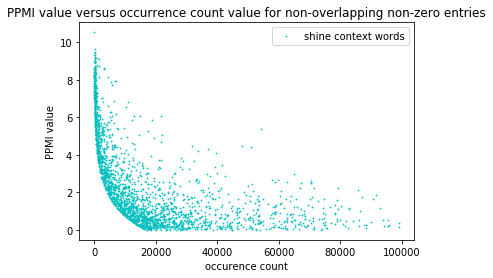 PPMI value versus occurrence count value for non-overlapping non-zero entries
shine context words
PPMI value
10
8
6
4
2
0
0 20000 40000 60000 80000 100000
occurence count